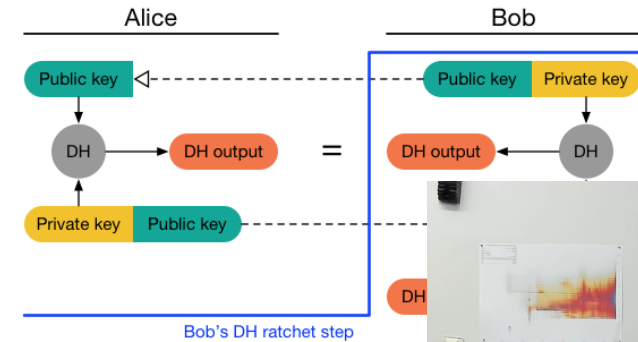 Alice
Bob
Public key
Public key Private key
DH
DH output
=
DH output
DH
Private key Public key
DH
Bob's DH ratchet step